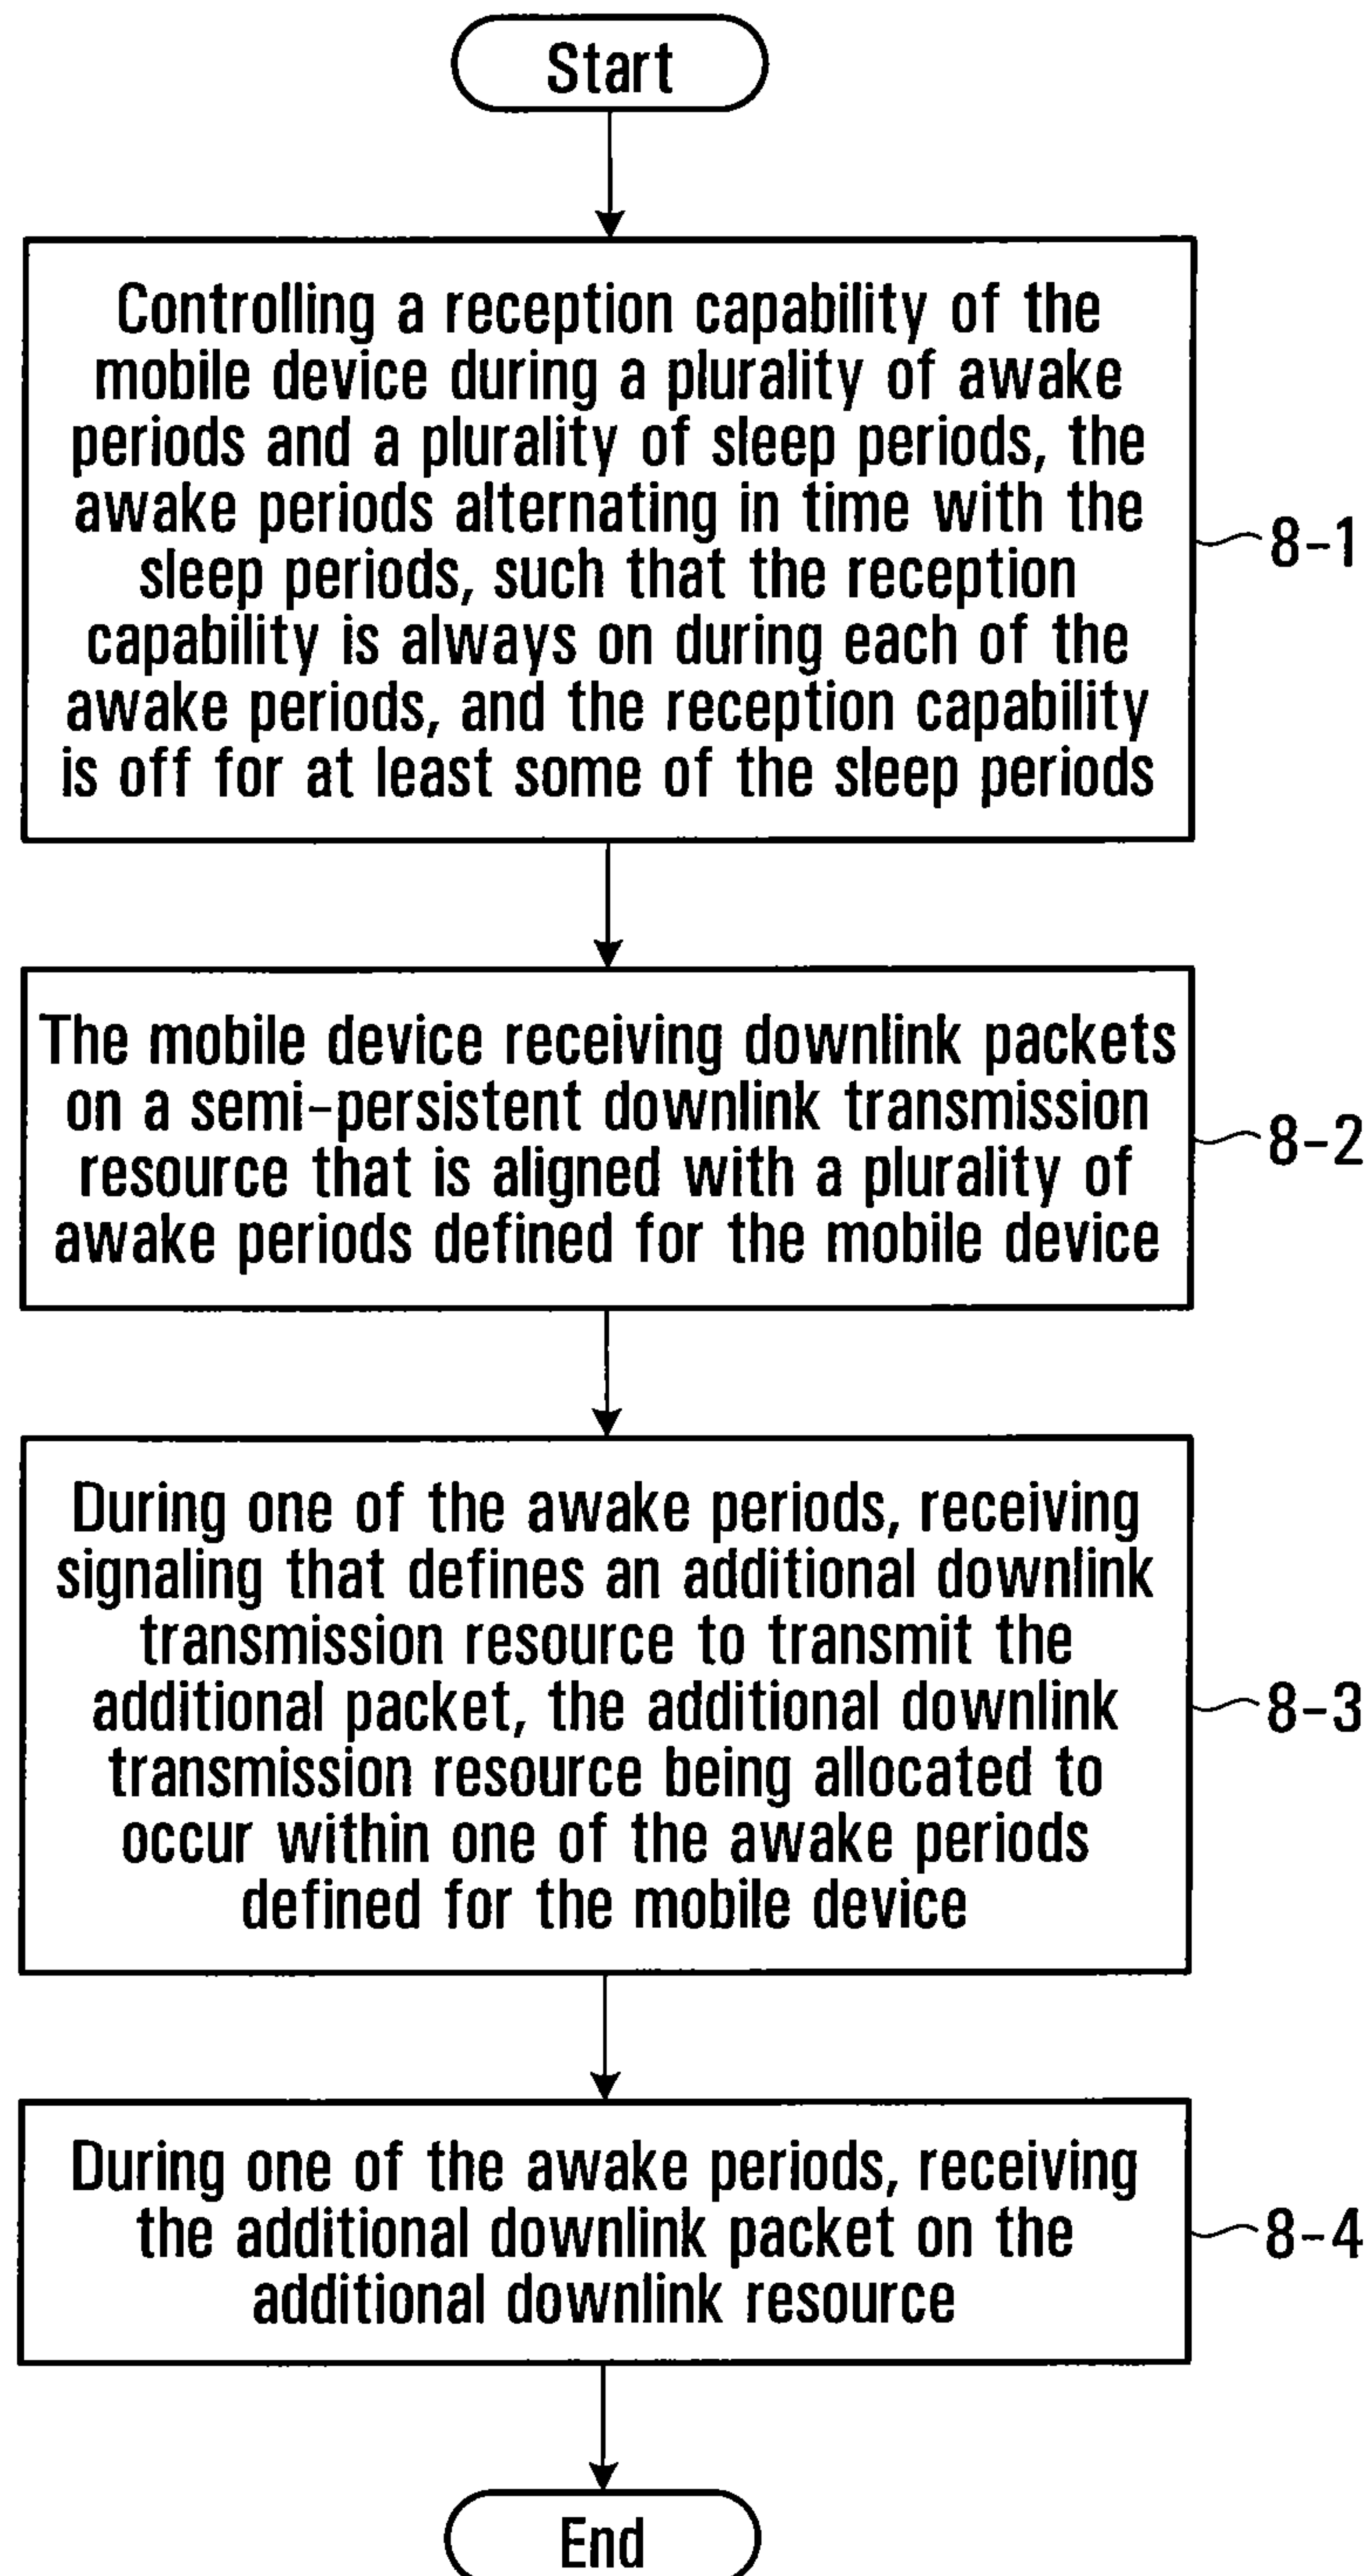 Start
Controlling a reception capability of the
mobile device during a plurality of awake
periods and a plurality of sleep periods, the
awake periods alternating in time with the
sleep periods, such that the reception
capability is always on during each of the
awake periods, and the reception capability
is off for at least some of the sleep periods
8-1
The mobile device receiving downlink packets
on a semi-persistent downlink transmission
resource that is aligned with a plurality of
awake periods defined for the mobile device
8-2
During one of the awake periods, receiving
signaling that defines an additional downlink
transmission resource to transmit the
additional packet, the additional downlink
transmission resource being allocated to
occur within one of the awake periods
defined for the mobile device
8-3
During one of the awake periods, receiving
the additional downlink packet on the
additional downlink resource
8-4
End